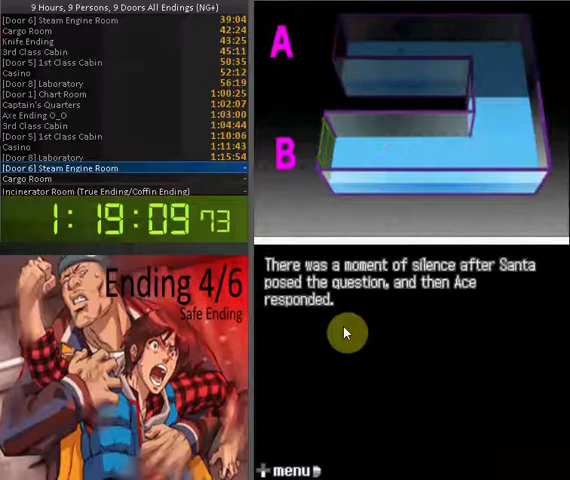 9 Hours, 9 Persons, 9 Doors All Endings (NG+)
[Door 6] Steam Engine Room 39:04
Cargo Room 42:24
Knife Ending 43:25
3rd Class Cabin 45:11
[Door 5] 1st Class Cabin 50:35
Casino 52:12
[Door 8] Laboratory 56:19
[Door 1] Chart Room 1:00:25
Captain's Quarters 1:02:07
Axe Ending O_O 1:03:00
3rd Class Cabin 1:04:44
[Door 5] 1st Class Cabin 1:10:06
Casino 1:11:43
[Door 8] Laboratory 1:15:54
[Door 6] Steam Engine Room -
Cargo Room -
Incinerator Room (True Ending/Coffin Ending) -
1:19:09 73
Ending 4/6
Safe Ending
A
B
There was a moment of silence after Santa
posed the question, and then Ace
responded.
menu